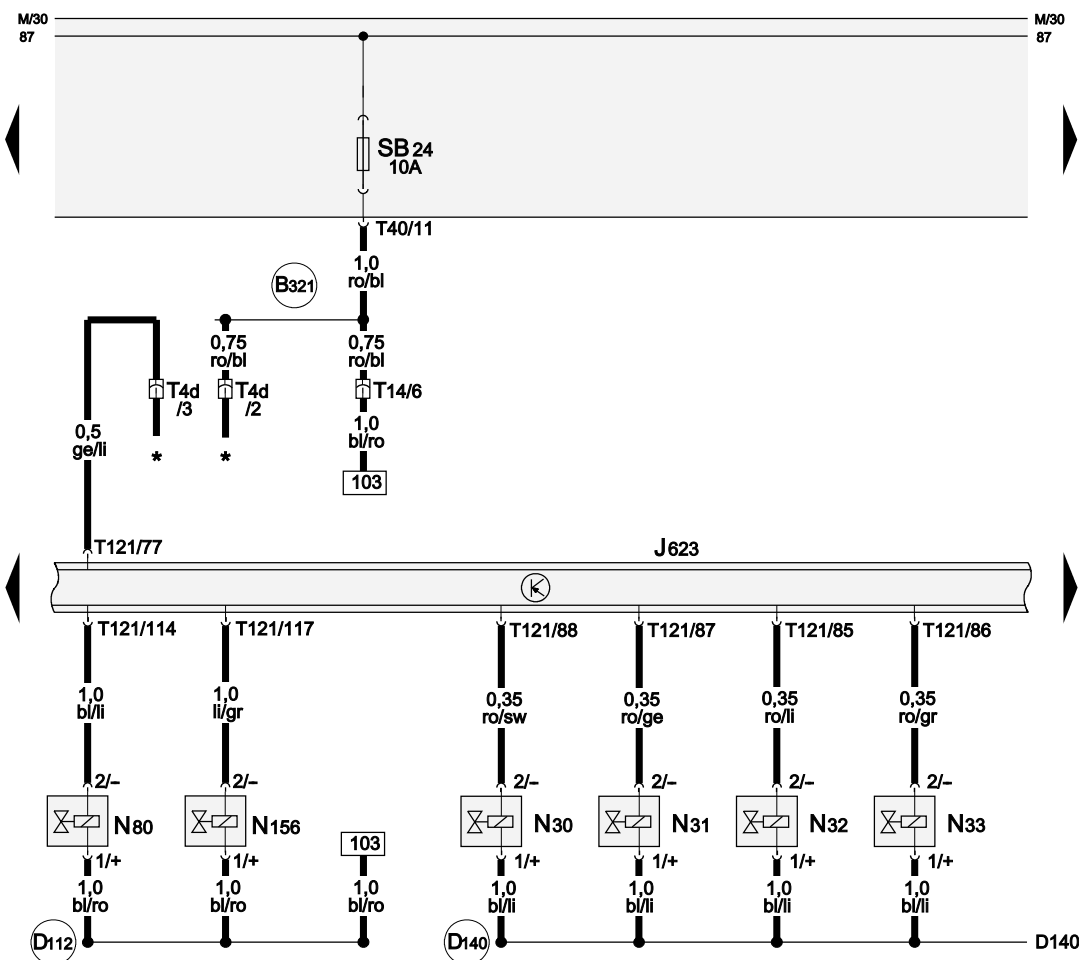 M/30 M/30
87 87
SB 24
10A
T40/11
1,0
ro/bl
B321
0,75 0,75
ro/bl ro/bl
T4d T4d T14/6
/3 /2
0,5 1,0
ge/li bl/ro
* *
103
T121/77 J623
T121/114 T121/117 T121/88 T121/87 T121/85 T121/86
1,0 1,0 0,35 0,35 0,35 0,35
bl/li li/gr ro/sw ro/ge ro/li ro/gr
2/– 2/– 2/– 2/– 2/– 2/–
N80 N156 N30 N31 N32 N33
103
1/+ 1/+ 1/+ 1/+ 1/+ 1/+
1,0 1,0 1,0 1,0 1,0 1,0 1,0
bl/ro bl/ro bl/ro bl/li bl/li bl/li bl/li
D112 D140 D140